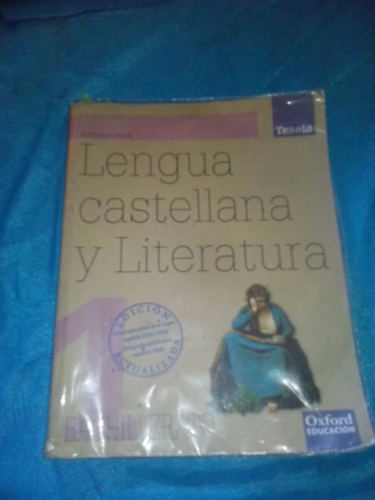 Tesela
Lengua
castellana
y Literatura
1
EDICIÓN
ACTUALIZADA
BACHILLERATO
Oxford
EDUCACIÓN